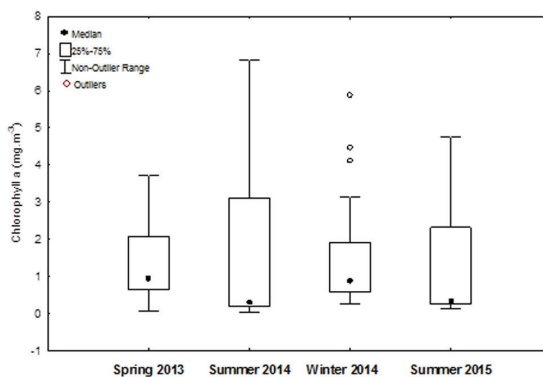 8
Median
25%-75%
7
Non-Outlier Range
Outliers
6
5
4
3
2
1
0
-1
Chlorophyll a (mg.m-3)
Spring 2013 Summer 2014 Winter 2014 Summer 2015